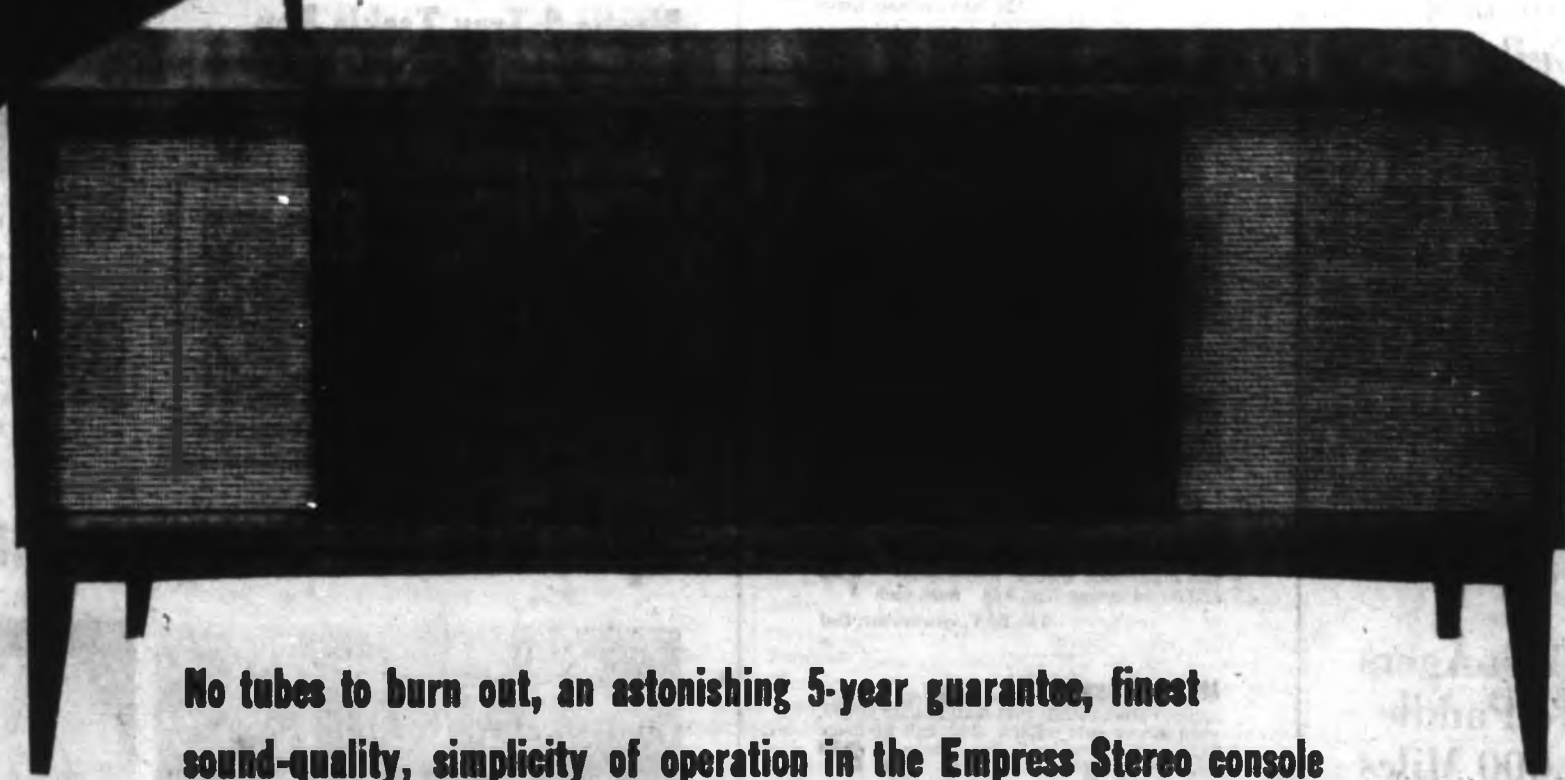 No tubes to burn out, an astonishing 5-year guarantee, finest
sound-quality, simplicity of operation in the Empress Stereo console